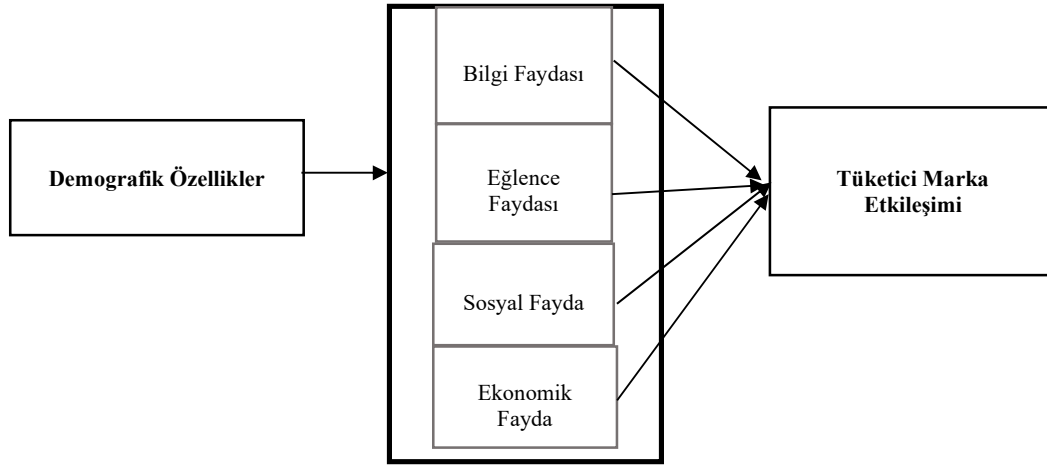 Demografik Özellikler
Bilgi Faydası
Eğlence
Faydası
Sosyal Fayda
Ekonomik
Fayda
Tüketici Marka
Etkileşimi